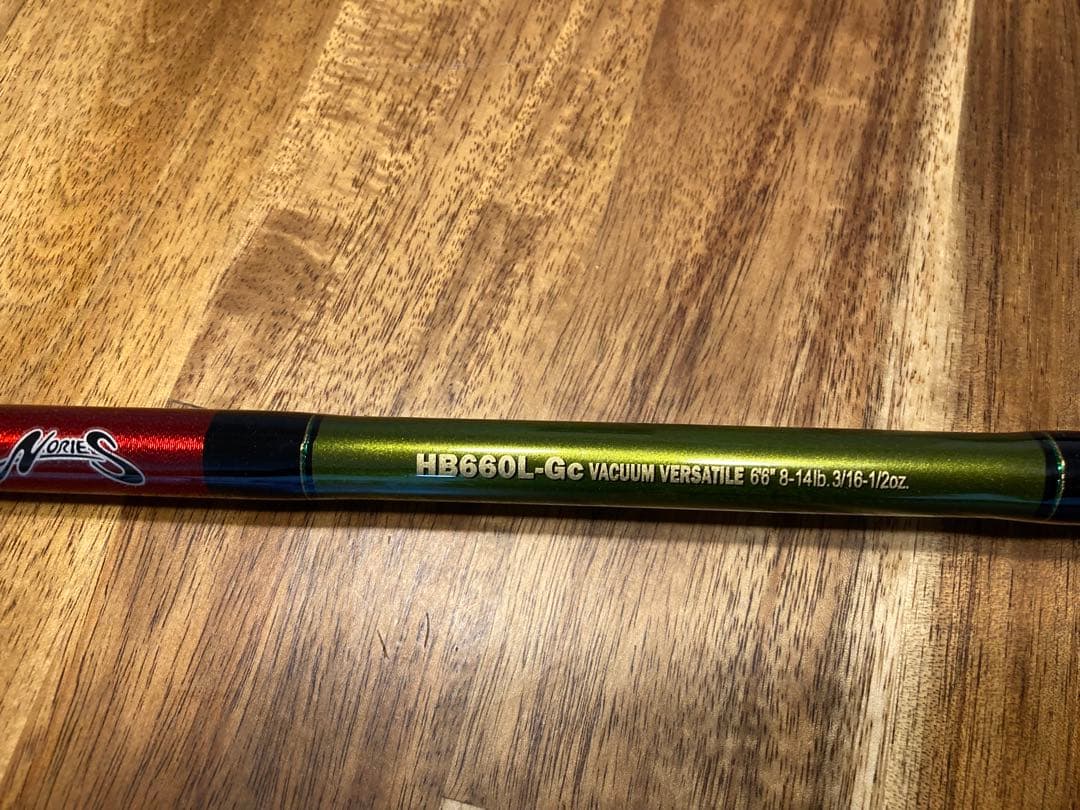 NORIES
HB660L-Gc VACUUM VERSATILE 6'6" 8-14lb. 3/16-1/2oz.